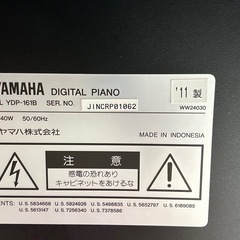 YAMAHA DIGITAL PIANO
L YDP-161B SERIAL NO. JINCRP01062
'11 製
40W 50/60Hz
WW24030
ヤマハ株式会社
MADE IN INDONESIA
注意
感電の恐れあり
キャビネットをあけるな
ENTS: U.S. 5834668 U.S. 5824928 U.S. 5498835 U.S. 5652797 U.S. 6189085
U.S. 5613147 U.S. 7256340 U.S. 7378586